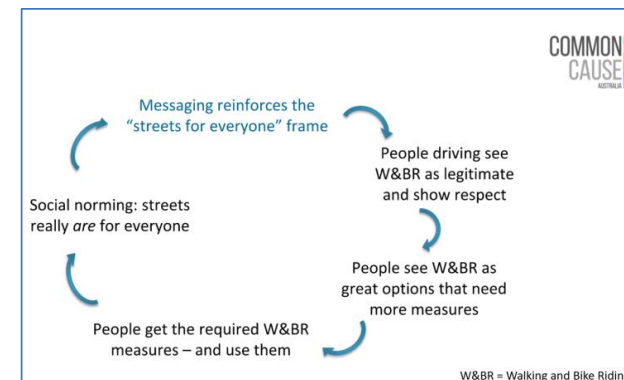 COMMON
CAUSE
AUSTRALIA
Messaging reinforces the
“streets for everyone” frame
People driving see
W&BR as legitimate
and show respect
People see W&BR as
great options that need
more measures
People get the required W&BR
measures – and use them
Social norming: streets
really are for everyone
W&BR = Walking and Bike Ridin